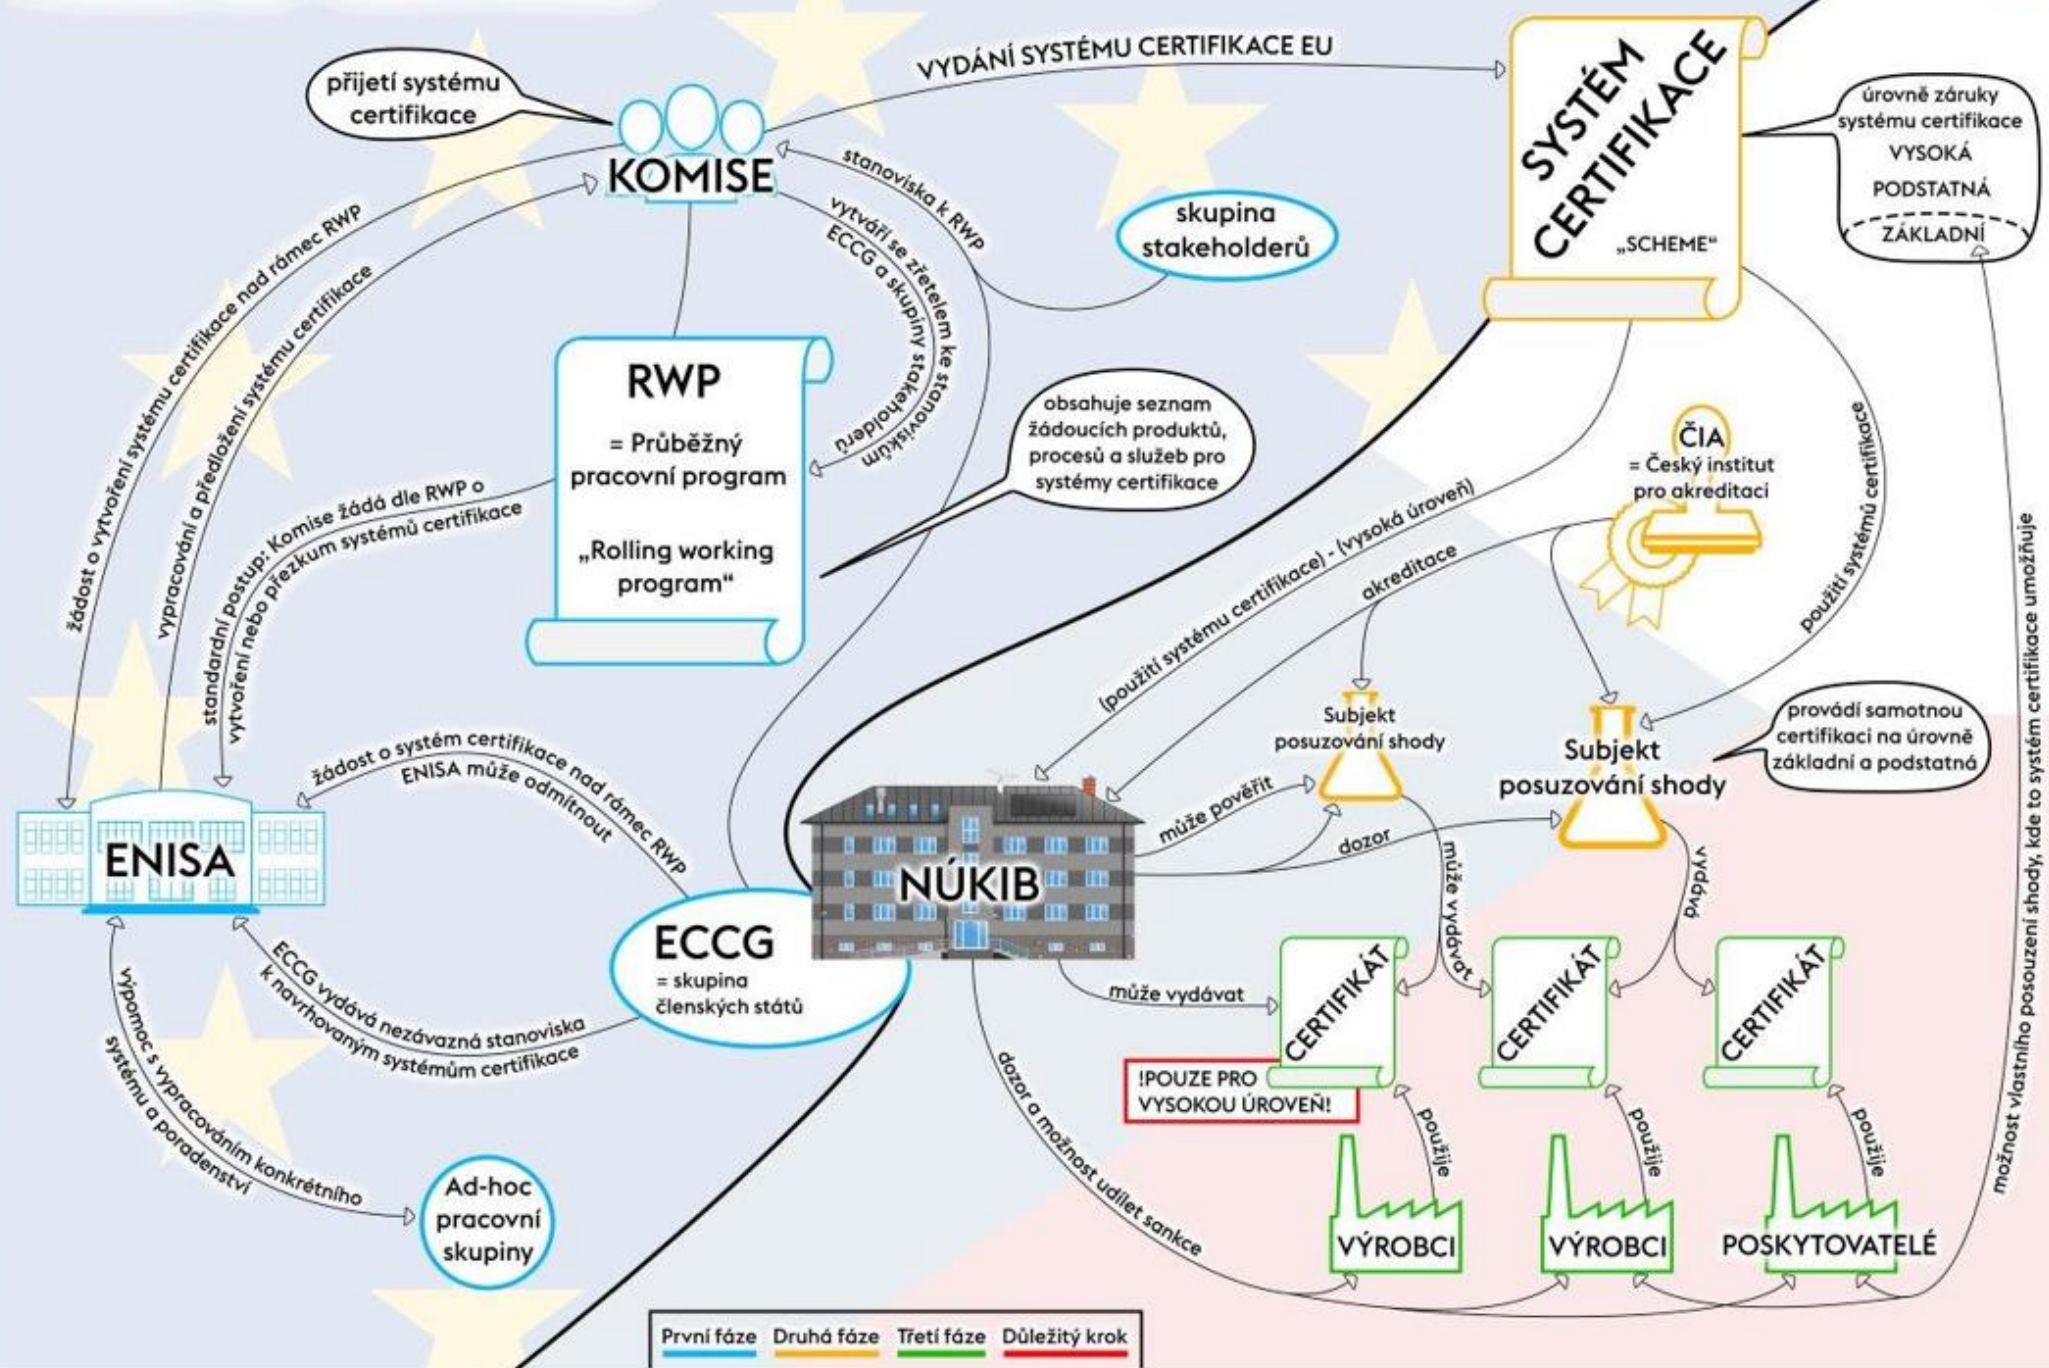 přijetí systému
certifikace
KOMISE
VYDÁNÍ SYSTÉMU CERTIFIKACE EU
SYSTÉM
CERTIFIKACE
„SCHEME“
úrovně záruky
systému certifikace
VYSOKÁ
PODSTATNÁ
ZÁKLADNÍ
stanoviska k RWP
skupina
stakeholderů
vytváří se zřetelem ke stanoviskům
ECCG a skupiny stakeholderů
žádost o vytvoření systému certifikace nad rámec RWP
vypracování a předložení systému certifikace
RWP
= Průběžný
pracovní program
„Rolling working
program“
obsahuje seznam
žádoucích produktů,
procesů a služeb pro
systémy certifikace
standardní postup: Komise žádá dle RWP o
vytvoření nebo přezkum systémů certifikace
ČIA
= Český institut
pro akreditaci
(použití systému certifikace) - (vysoká úroveň)
akreditace
použití systémů certifikace
možnost vlastního posouzení shody, kde to systém certifikace umožňuje
žádost o systém certifikace nad rámec RWP
ENISA může odmítnout
ENISA
NÚKIB
ECCG
= skupina
členských států
Subjekt
posuzování shody
Subjekt
posuzování shody
provádí samotnou
certifikaci na úrovně
základní a podstatná
může pověřit
dozor
může vydávat
vydává
ECCG vydává nezávazná stanoviska
k navrhovaným systémům certifikace
výpomoc s vypracováním konkrétního
systému a poradenství
Ad-hoc
pracovní
skupiny
může vydávat
CERTIFIKÁT
CERTIFIKÁT
CERTIFIKÁT
!POUZE PRO
VYSOKOU ÚROVEŇ!
dozor a možnost udílet sankce
použije
použije
použije
VÝROBCI
VÝROBCI
POSKYTOVATELÉ
První fáze Druhá fáze Třetí fáze Důležitý krok